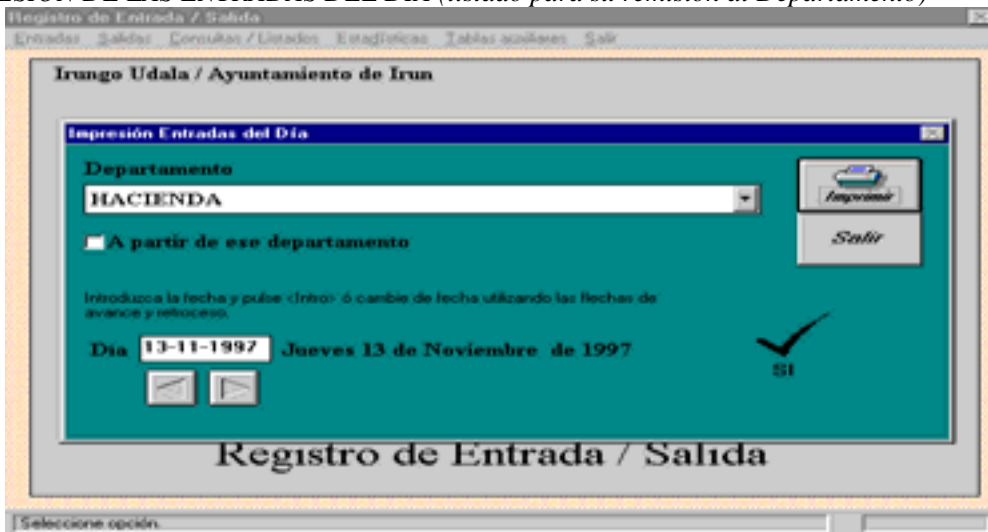 DE LAS ENTRADAS DEL DÍA (listado para su remisión al Departamento)
Registro de Entrada / Salida
Entradas Salidas Consultas / Listados Estadísticas Tablas auxiliares Salir
Irungo Udala / Ayuntamiento de Irun
Impresión Entradas del Día
Departamento
HACIENDA
Imprimir
A partir de ese departamento
Salir
Introduzca la fecha y pulse <Intro> ó cambie de fecha utilizando las flechas de
avance y retroceso.
Día 13-11-1997 Jueves 13 de Noviembre de 1997
SI
Registro de Entrada / Salida
Seleccione opción.